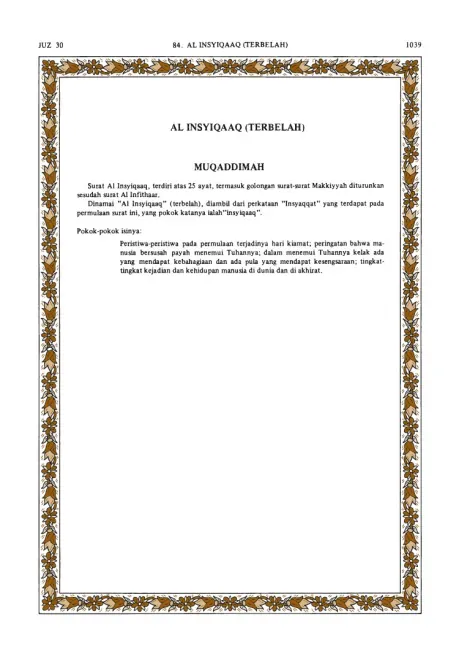 JUZ 30 84. AL INSYIQAAQ (TERBELAH) 1039
AL INSYIQAAQ (TERBELAH)
MUQADDIMAH
Surat Al Insyiqaaq, terdiri atas 25 ayat, termasuk golongan surat-surat Makkiyyah diturunkan
sesudah surat Al Infithaar.
Dinamai "Al Insyiqaaq" (terbelah), diambil dari perkataan "Insyaqqat" yang terdapat pada
permulaan surat ini, yang pokok katanya ialah"insyiqaaq".
Pokok-pokok isinya:
Peristiwa-peristiwa pada permulaan terjadinya hari kiamat; peringatan bahwa ma-
nusia bersusah payah menemui Tuhannya; dalam menemui Tuhannya kelak ada
yang mendapat kebahagiaan dan ada pula yang mendapat kesengsaraan; tingkat-
tingkat kejadian dan kehidupan manusia di dunia dan di akhirat.